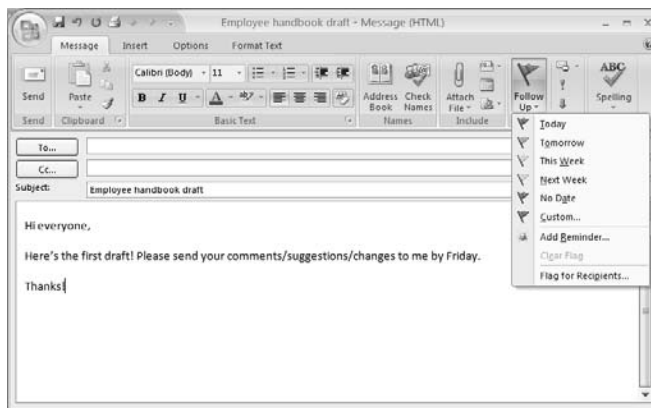 Employee handbook draft - Message (HTML)
Message Insert Options Format Text
Calibri (Body) 11
ABC
Send Paste B I U A ab Address Book Check Names Attach File Follow Up Spelling
Send Clipboard Basic Text Names Include
Today
Tomorrow
This Week
Next Week
No Date
Custom...
Add Reminder...
Clear Flag
Flag for Recipients...
To...
Cc...
Subject: Employee handbook draft
Hi everyone,
Here's the first draft! Please send your comments/suggestions/changes to me by Friday.
Thanks!